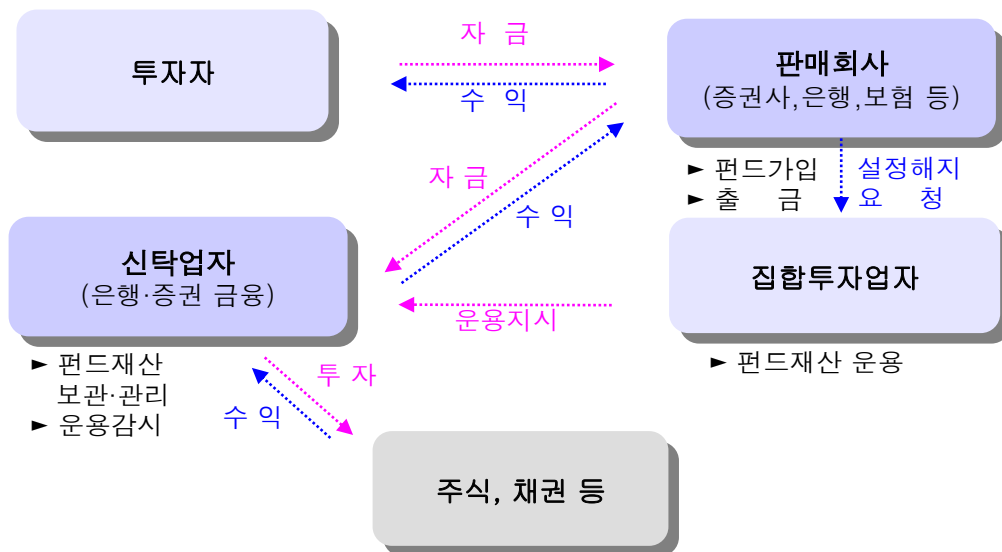 투자자
자 금
수 익
판매회사
(증권사,은행,보험 등)
► 펀드가입
► 출 금
설정해지
요 청
자 금
수 익
신탁업자
(은행·증권 금융)
집합투자업자
운용지시
► 펀드재산
보관·관리
► 운용감시
► 펀드재산 운용
투 자
수 익
주식, 채권 등